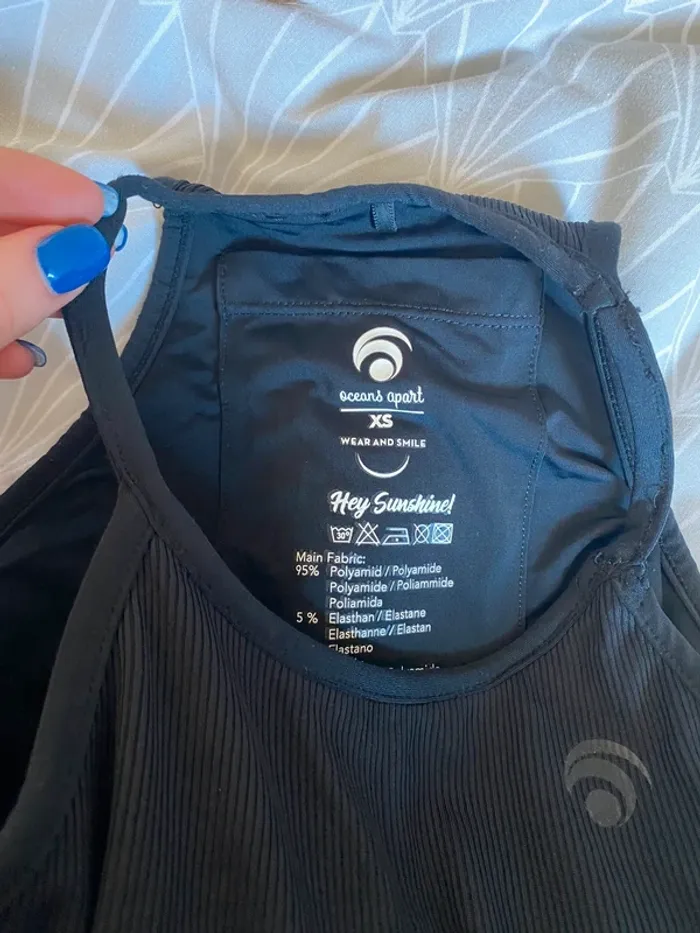 oceans apart
XS
WEAR AND SMILE
Hey Sunshine!
30°
Main Fabric:
95% Polyamid // Polyamide
Polyamide // Poliammide
Poliamida
5 % Elasthan // Elastane
Elasthanne // Elastan
Elastano